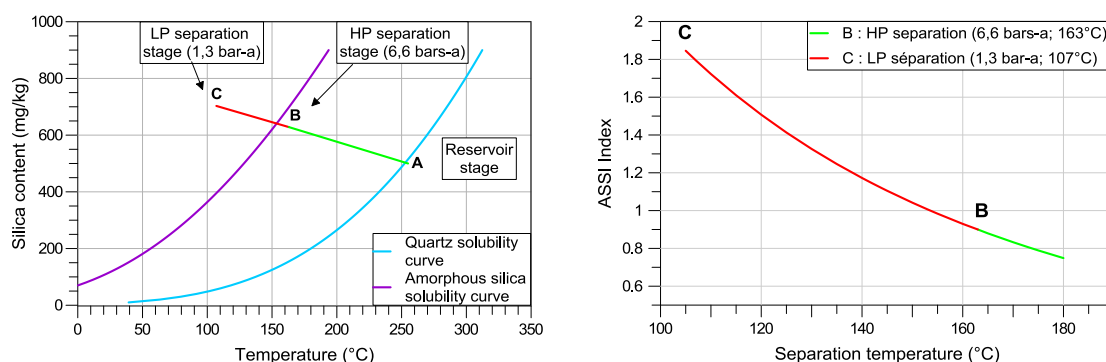 LP separation
stage (1,3 bar-a)
HP separation
stage (6,6 bars-a)
C
B
A
Reservoir
stage
Quartz solubility
curve
Amorphous silica
solubility curve
Silica content (mg/kg)
1000
800
600
400
200
0
0 50 100 150 200 250 300 350
Temperature (°C)
B : HP separation (6,6 bars-a; 163°C)
C : LP séparation (1,3 bar-a; 107°C)
C
B
ASSI Index
2
1.8
1.6
1.4
1.2
1
0.8
0.6
100 120 140 160 180
Separation temperature (°C)